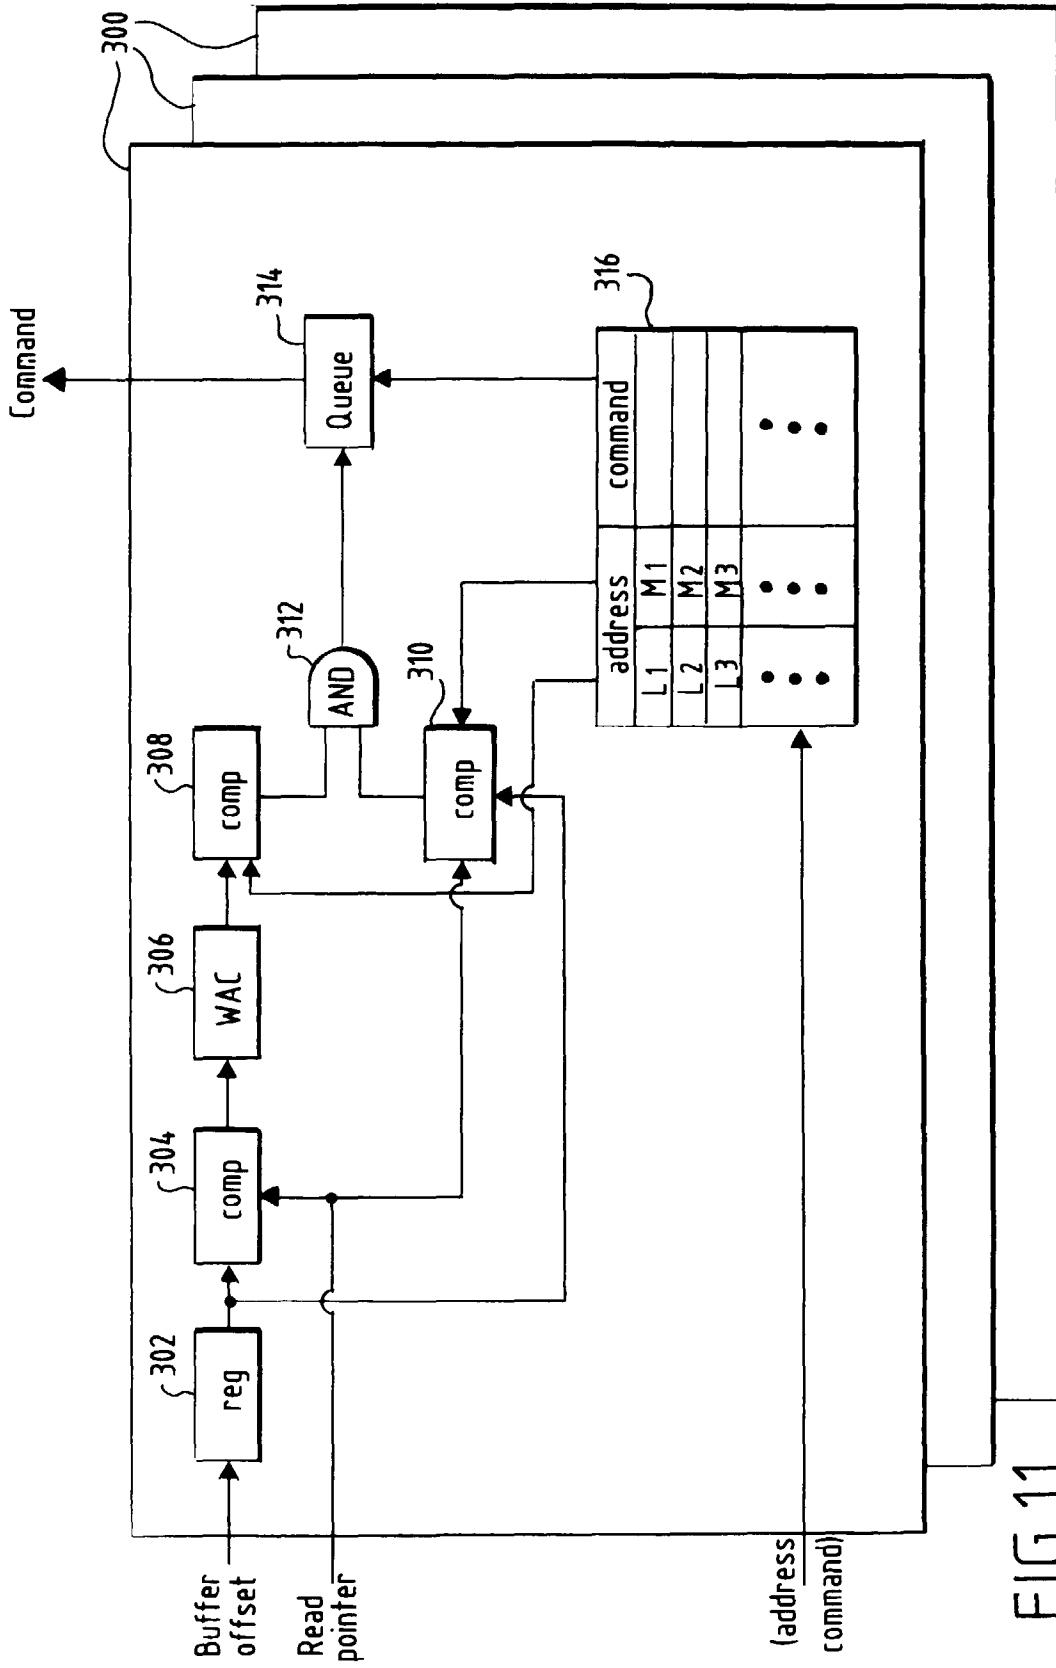 300
Command
314
Queue
316
address
command
L1
M1
L2
M2
L3
M3
312
AND
310
comp
308
comp
306
WAC
304
comp
302
reg
Buffer
offset
Read
pointer
(address
command)
FIG 11